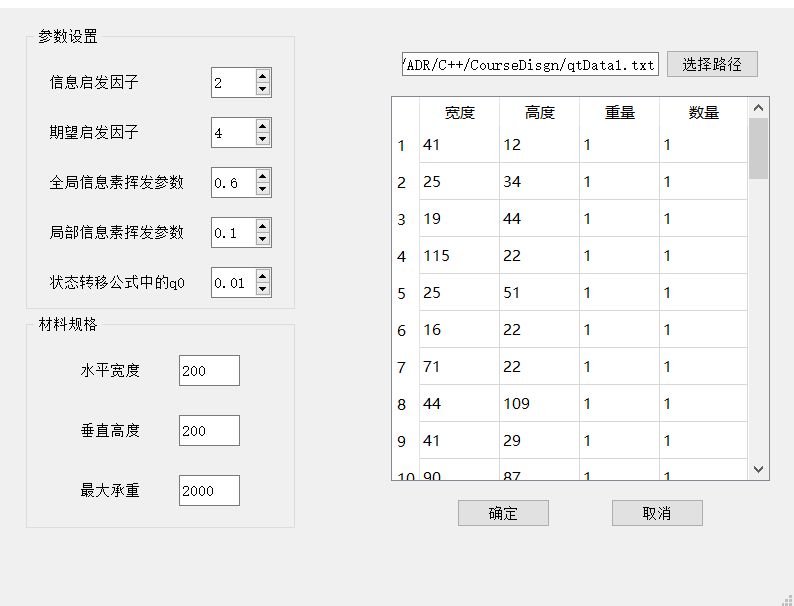 参数设置
信息启发因子 2
期望启发因子 4
全局信息素挥发参数 0.6
局部信息素挥发参数 0.1
状态转移公式中的q0 0.01
材料规格
水平宽度 200
垂直高度 200
最大承重 2000
/ADR/C++/CourseDisgn/qtData1.txt 选择路径
宽度 高度 重量 数量
1 41 12 1 1
2 25 34 1 1
3 19 44 1 1
4 115 22 1 1
5 25 51 1 1
6 16 22 1 1
7 71 22 1 1
8 44 109 1 1
9 41 29 1 1
10 90 87 1 1
确定 取消